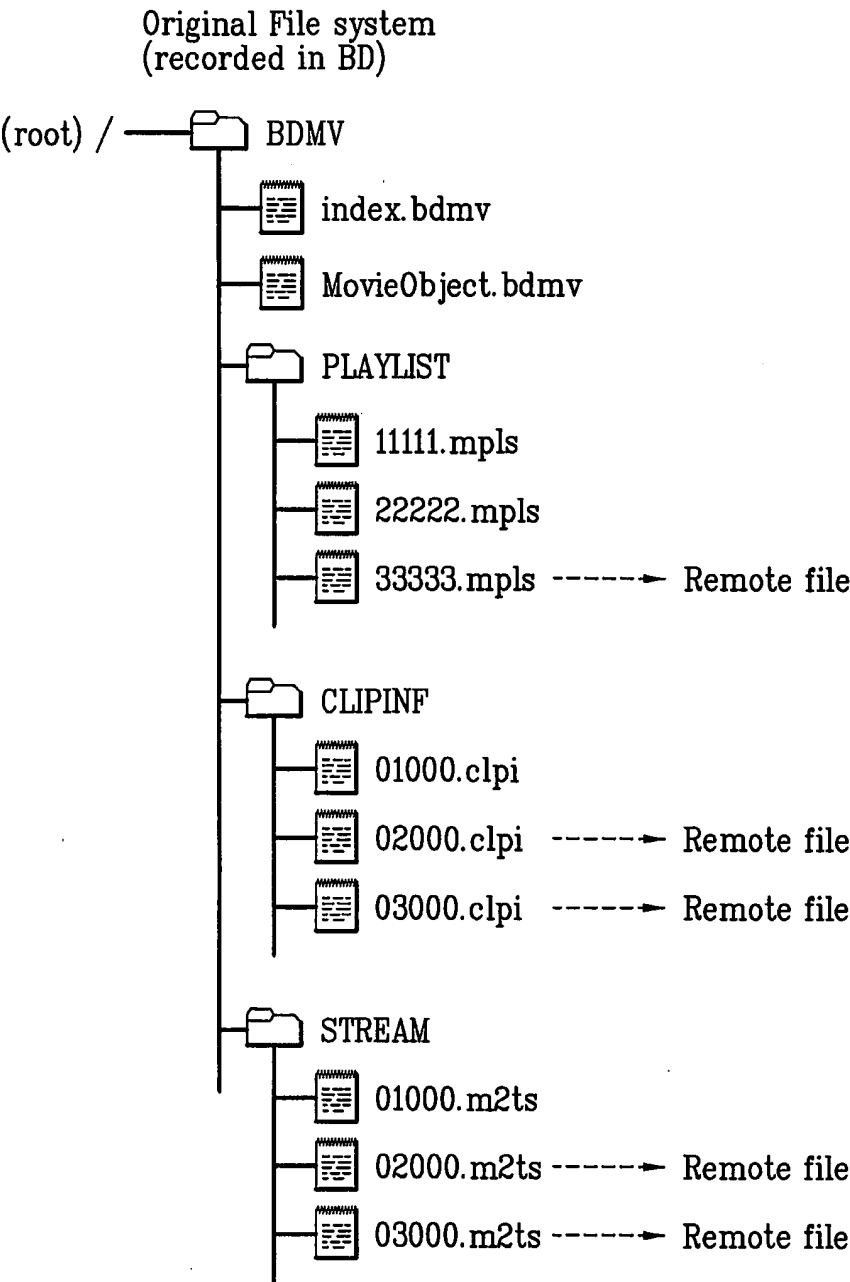 Original File system
(recorded in BD)
(root) / BDMV
index.bdmv
MovieObject.bdmv
PLAYLIST
11111.mpls
22222.mpls
33333.mpls Remote file
CLIPINF
01000.clpi
02000.clpi Remote file
03000.clpi Remote file
STREAM
01000.m2ts
02000.m2ts Remote file
03000.m2ts Remote file